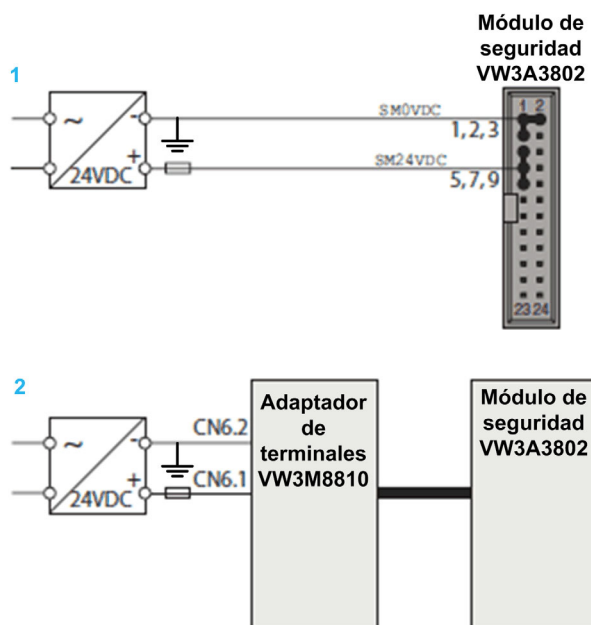 Módulo de
seguridad
VW3A3802
1
SM0VDC
1 2
~
-
1,2,3
+
SM24VDC
24VDC
5,7,9
23 24
2
Adaptador
de
terminales
VW3M8810
Módulo de
seguridad
VW3A3802
~
-
CN6.2
+
CN6.1
24VDC